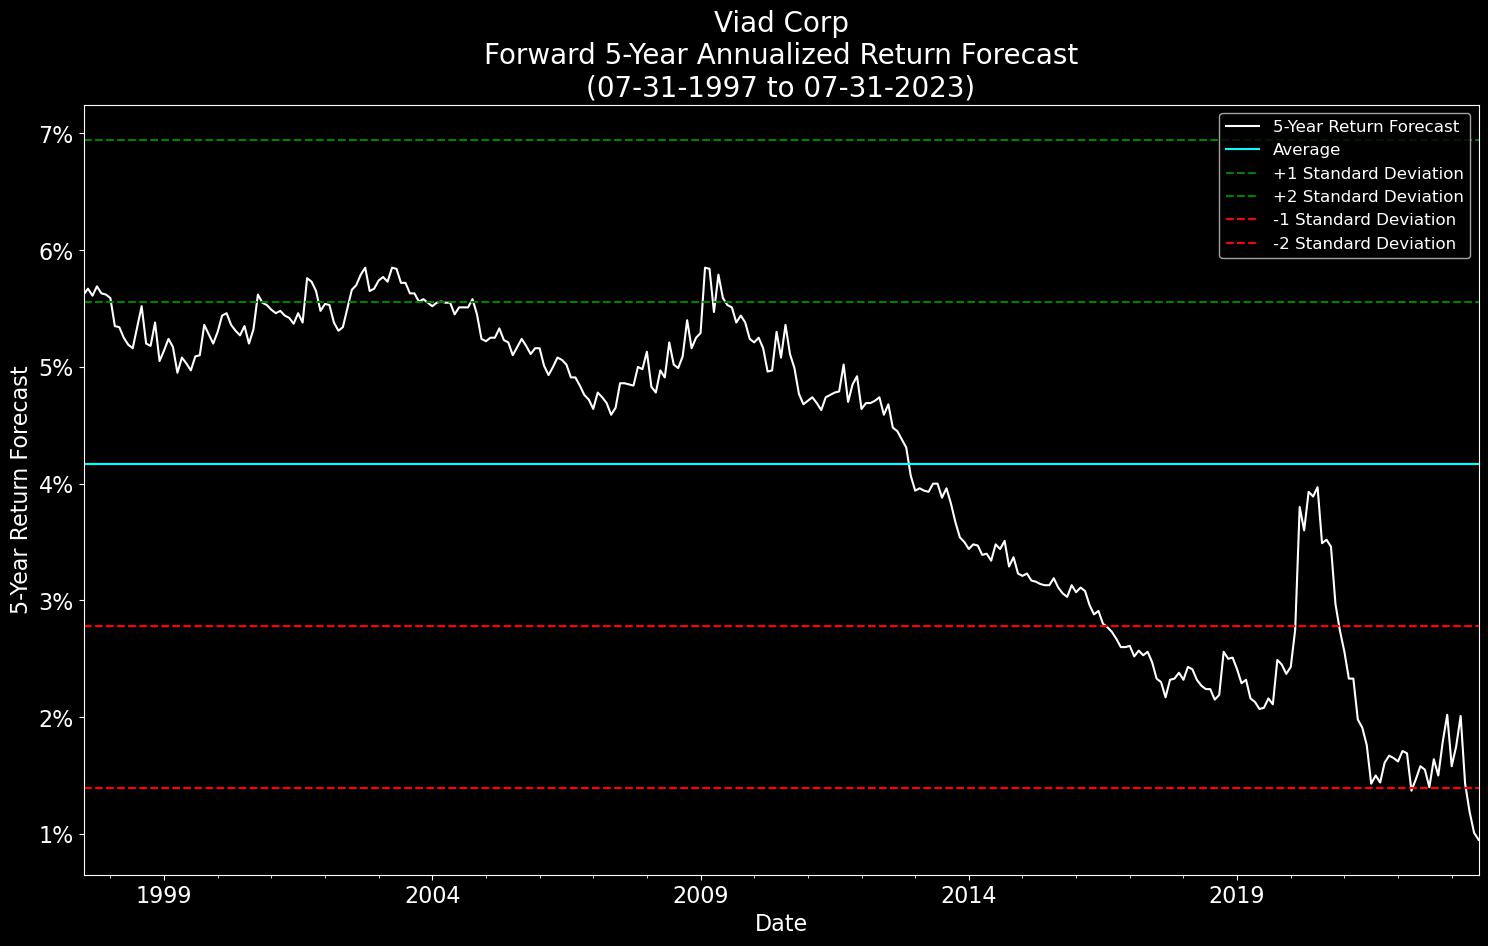 Viad Corp
Forward 5-Year Annualized Return Forecast
(07-31-1997 to 07-31-2023)
7%
6%
5%
4%
3%
2%
1%
5-Year Return Forecast
5-Year Return Forecast
Average
+1 Standard Deviation
+2 Standard Deviation
-1 Standard Deviation
-2 Standard Deviation
1999
2004
2009
2014
2019
Date